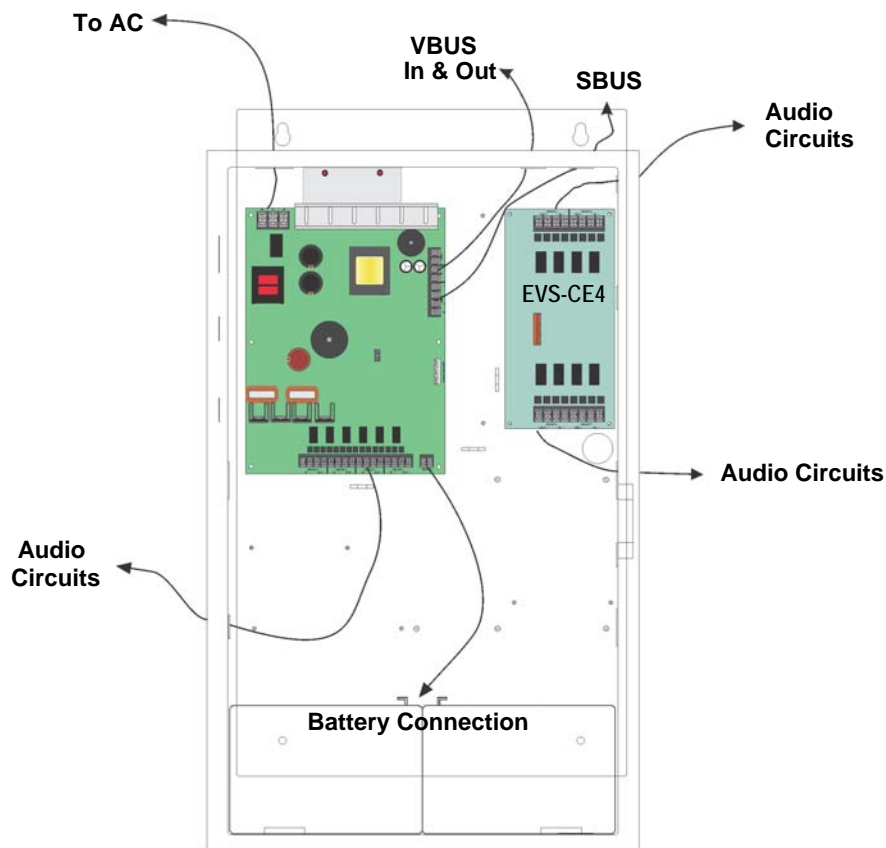 To AC
VBUS
In & Out
SBUS
Audio
Circuits
EVS-CE4
Audio Circuits
Audio
Circuits
Battery Connection